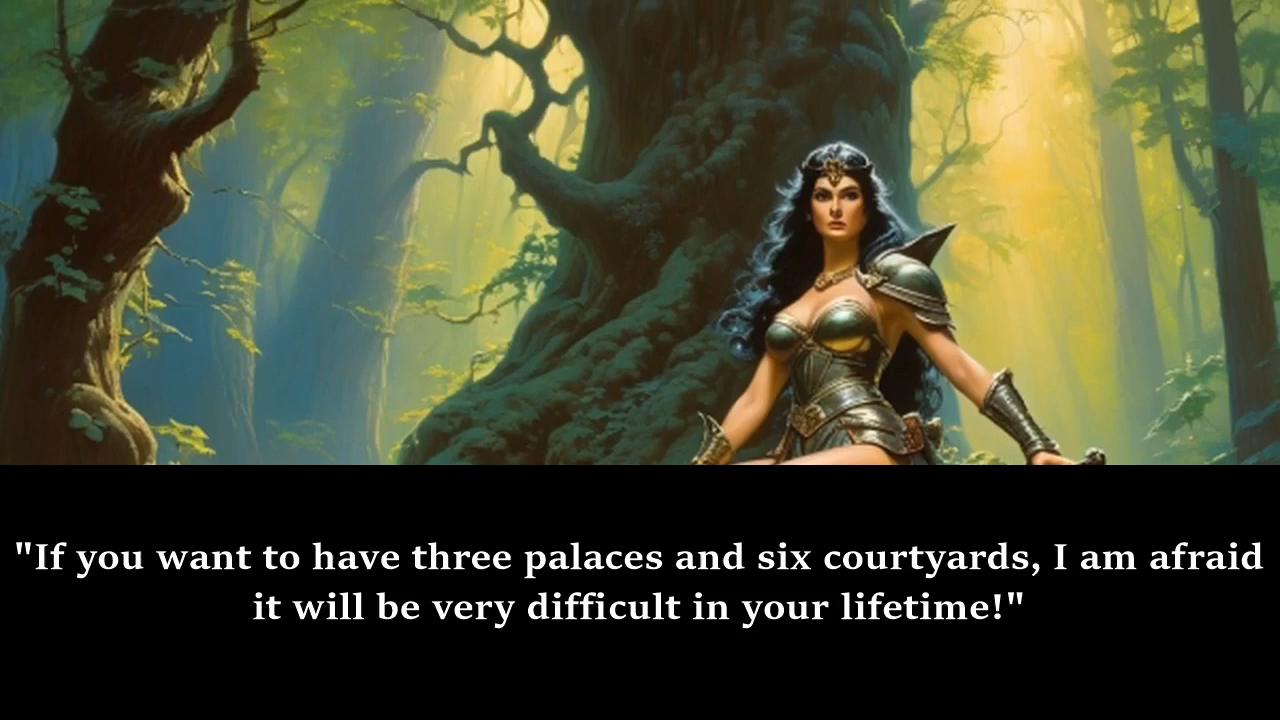 "If you want to have three palaces and six courtyards, I am afraid
it will be very difficult in your lifetime!"